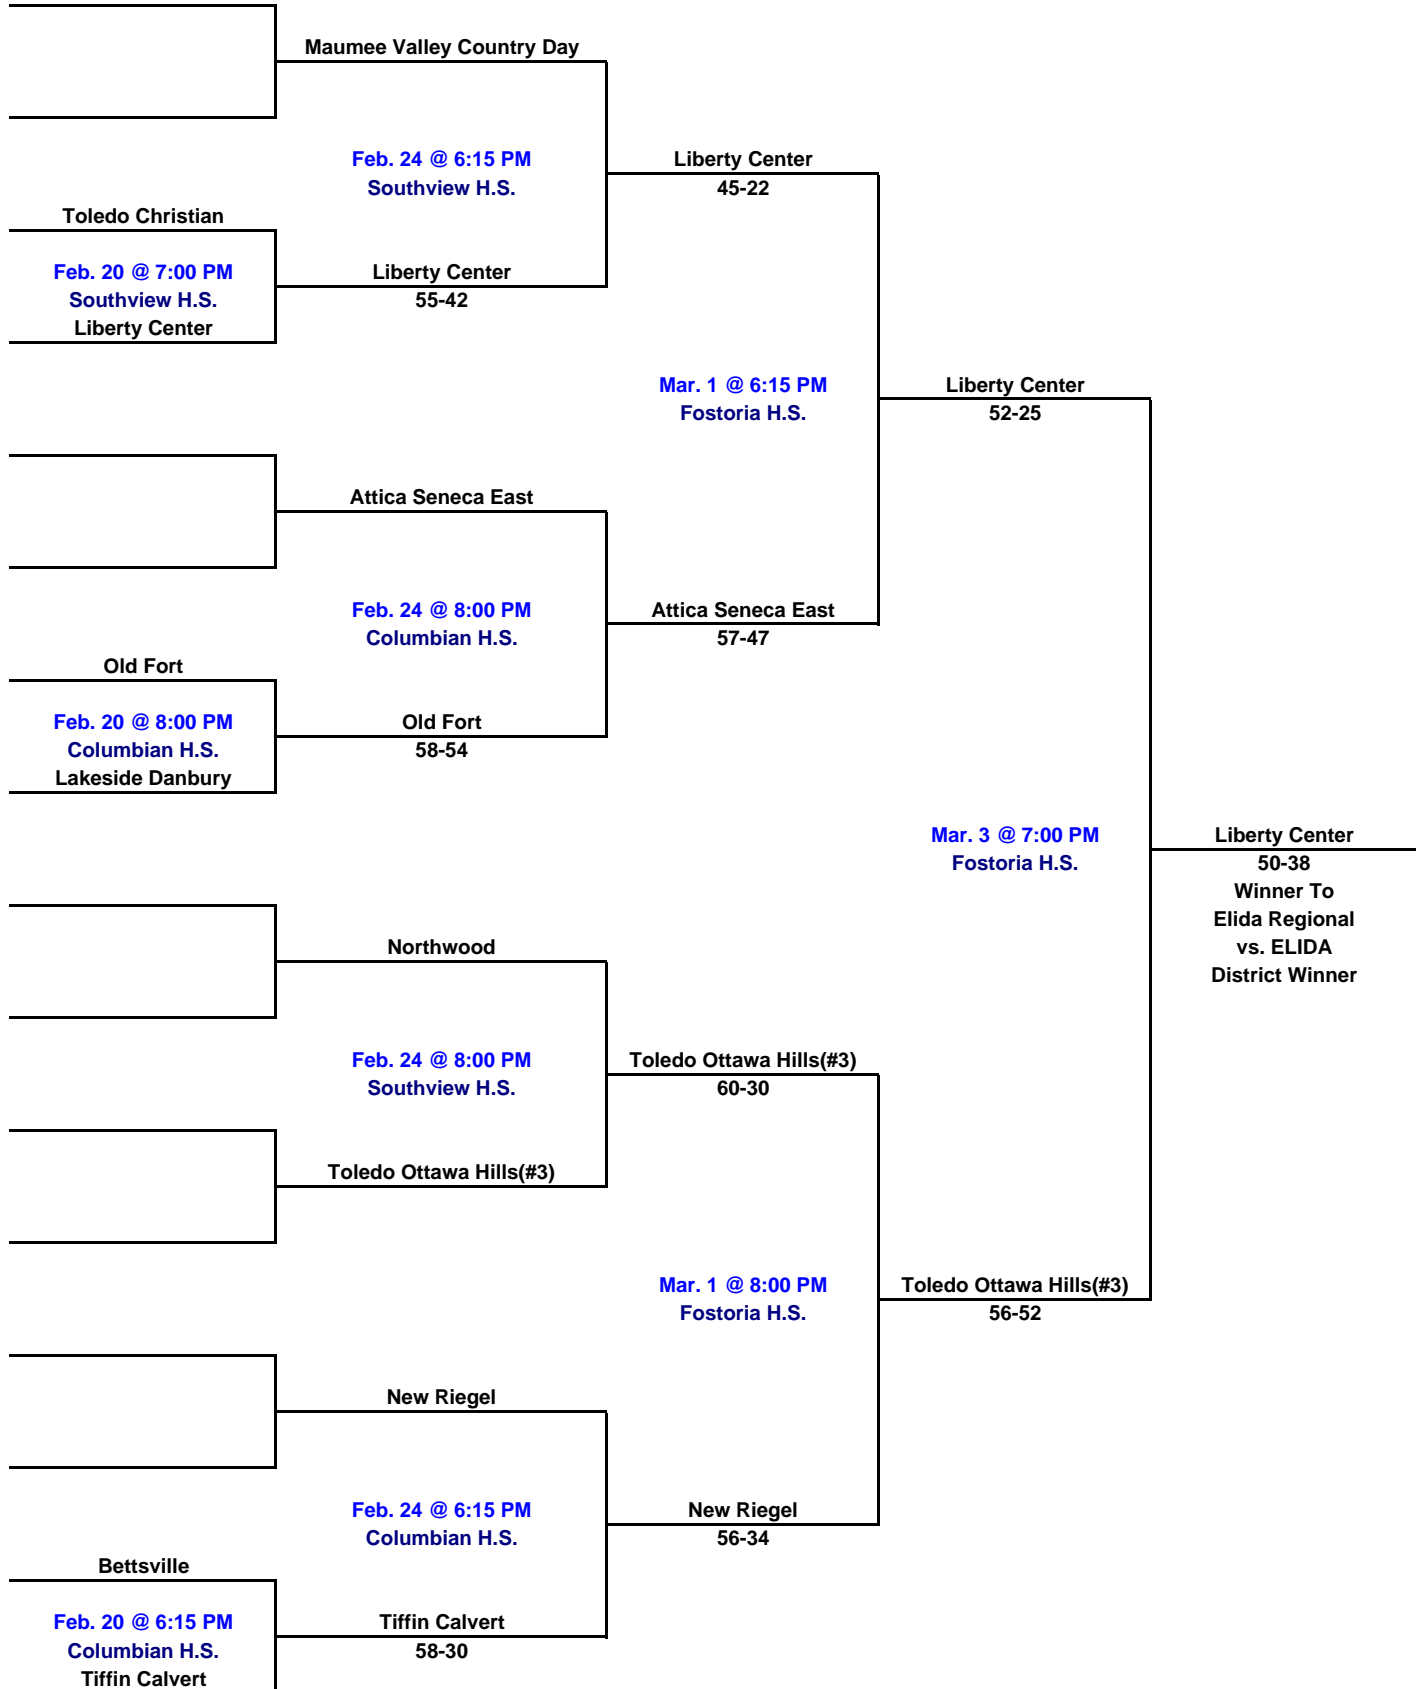 Maumee Valley Country Day
Feb. 24 @ 6:15 PM
Southview H.S.
Liberty Center
45-22
Toledo Christian
Feb. 20 @ 7:00 PM
Southview H.S.
Liberty Center
Liberty Center
55-42
Mar. 1 @ 6:15 PM
Fostoria H.S.
Liberty Center
52-25
Attica Seneca East
Feb. 24 @ 8:00 PM
Columbian H.S.
Attica Seneca East
57-47
Old Fort
Feb. 20 @ 8:00 PM
Columbian H.S.
Lakeside Danbury
Old Fort
58-54
Mar. 3 @ 7:00 PM
Fostoria H.S.
Liberty Center
50-38
Winner To
Elida Regional
vs. ELIDA
District Winner
Northwood
Feb. 24 @ 8:00 PM
Southview H.S.
Toledo Ottawa Hills(#3)
60-30
Toledo Ottawa Hills(#3)
Mar. 1 @ 8:00 PM
Fostoria H.S.
Toledo Ottawa Hills(#3)
56-52
New Riegel
Feb. 24 @ 6:15 PM
Columbian H.S.
New Riegel
56-34
Bettsville
Feb. 20 @ 6:15 PM
Columbian H.S.
Tiffin Calvert
Tiffin Calvert
58-30